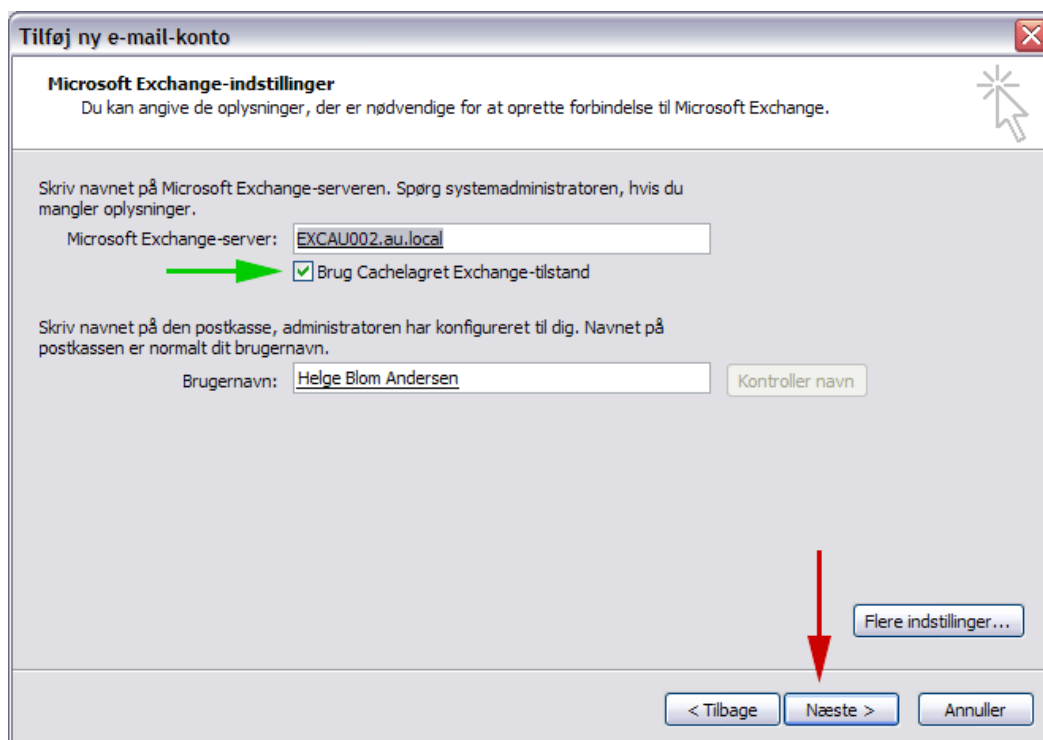 Tilføj ny e-mail-konto
Microsoft Exchange-indstillinger
Du kan angive de oplysninger, der er nødvendige for at oprette forbindelse til Microsoft Exchange.
Skriv navnet på Microsoft Exchange-serveren. Spørg systemadministratoren, hvis du
mangler oplysninger.
Microsoft Exchange-server: EXCAU002.au.local
Brug Cachelagret Exchange-tilstand
Skriv navnet på den postkasse, administratoren har konfigureret til dig. Navnet på
postkassen er normalt dit brugernavn.
Brugernavn: Helge Blom Andersen Kontroller navn
Flere indstillinger...
< Tilbage Næste > Annuller